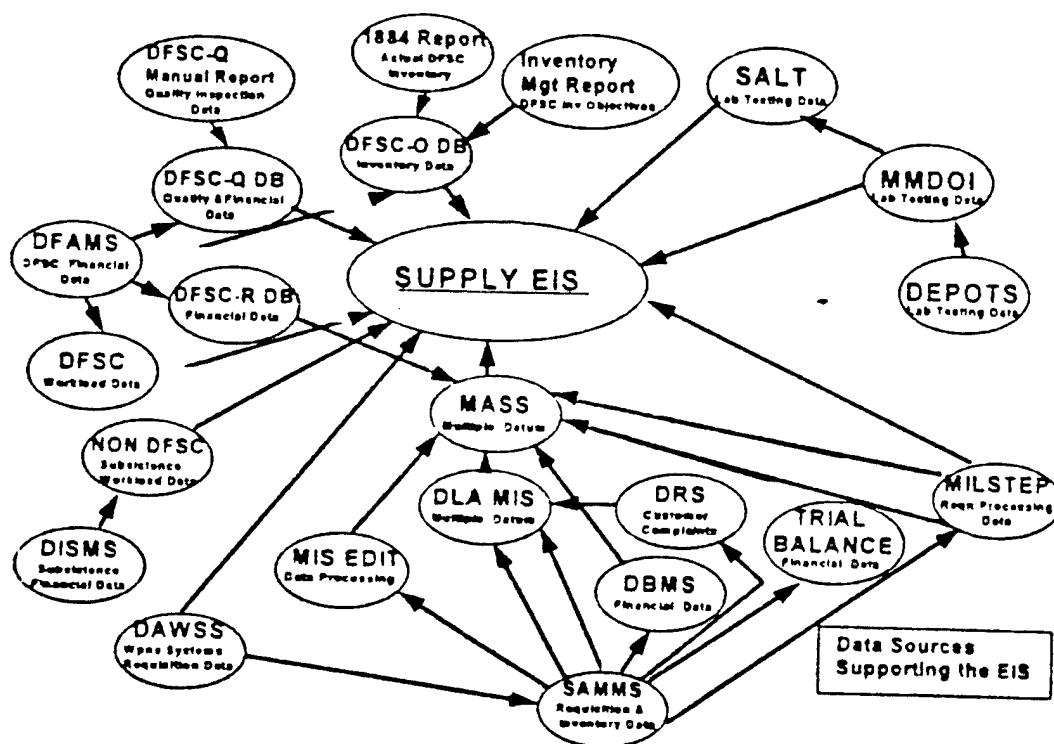 DFSC-Q
Manual Report
Quality Inspection
Data
1884 Report
Actual DFSC
Inventory
Inventory
Mgt Report
DFSC Inv Objectives
SALT
Lab Testing Data
DFSC-Q DB
Quality & Financial
Data
DFSC-O DB
Inventory Data
MMDOI
Lab Testing Data
DFAMS
DFSC Financial
Data
SUPPLY EIS
DFSC-R DB
Financial Data
DEPOTS
Lab Testing Data
DFSC
Workload Data
MASS
Multiple Datum
NON DFSC
Subsistence
Workload Data
DLA MIS
Multiple Datum
DRS
Customer
Complaints
TRIAL
BALANCE
Financial Data
MILSTEP
Reqn Processing
Data
DISMS
Subsistence
Financial Data
MIS EDIT
Data Processing
DBMS
Financial Data
DAWSS
Wpns Systems
Requisition Data
SAMMS
Requisition &
Inventory Data
Data Sources
Supporting the EIS